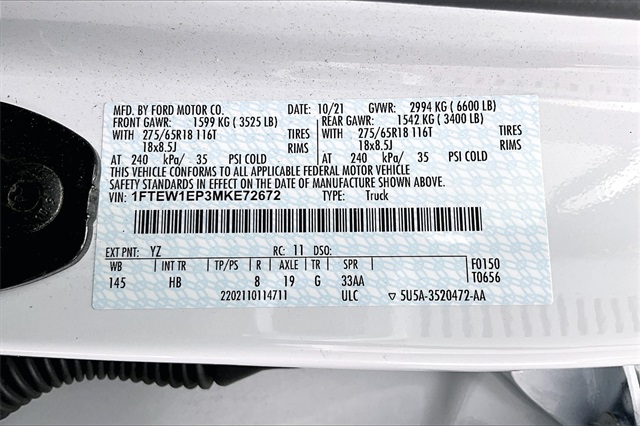 MFD. BY FORD MOTOR CO. DATE: 10/21 GVWR: 2994 KG ( 6600 LB)
FRONT GAWR: 1599 KG ( 3525 LB) REAR GAWR: 1542 KG ( 3400 LB)
WITH 275/65R18 116T TIRES WITH 275/65R18 116T TIRES
18x8.5J RIMS 18x8.5J RIMS
AT 240 kPa/ 35 PSI COLD AT 240 kPa/ 35 PSI COLD
THIS VEHICLE CONFORMS TO ALL APPLICABLE FEDERAL MOTOR VEHICLE
SAFETY STANDARDS IN EFFECT ON THE DATE OF MANUFACTURE SHOWN ABOVE.
VIN: 1FTEW1EP3MKE72672 TYPE: Truck
EXT PNT: YZ RC: 11 DSO:
WB INT TR TP/PS R AXLE TR SPR F0150
145 HB 8 19 G 33AA T0656
2202110114711 ULC 5U5A-3520472-AA